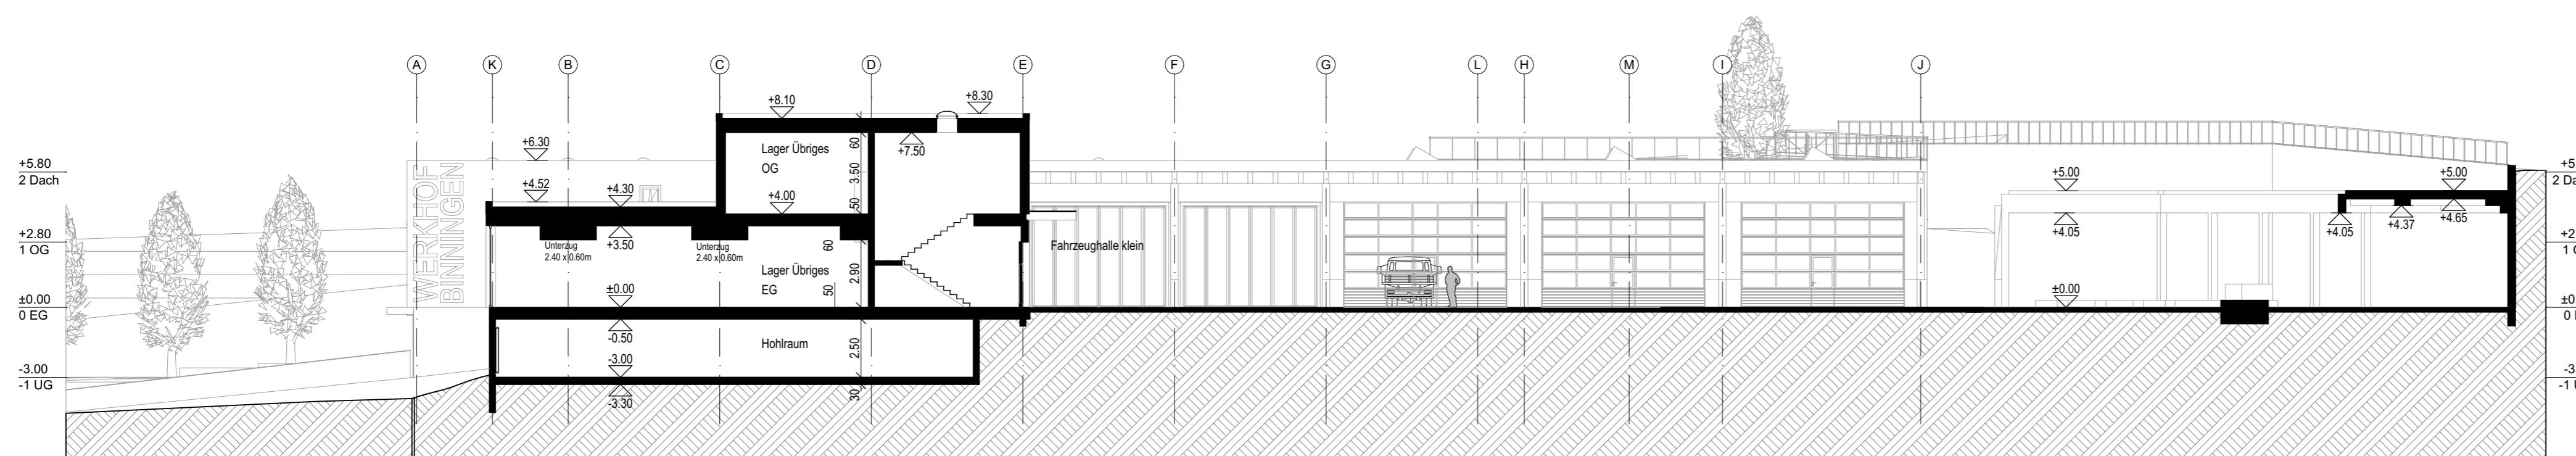 A K B C D E F G L H M I J
+8.10
+8.30
+6.30
+7.50
Lager Übriges
OG
60
3.50
50
+5.80
2 Dach
+4.52
+4.30
+4.00
+5.00
+5.00
+4.05
+4.05
+4.37
+4.65
WERKHOF
BINNINGEN
+2.80
1 OG
Unterzug
2.40 x 0.60m
+3.50
Unterzug
2.40 x 0.60m
60
Fahrzeughalle klein
Lager Übriges
EG
2.90
50
±0.00
0 EG
±0.00
±0.00
-0.50
Hohlraum
2.50
-3.00
-3.00
-1 UG
-3.30
30